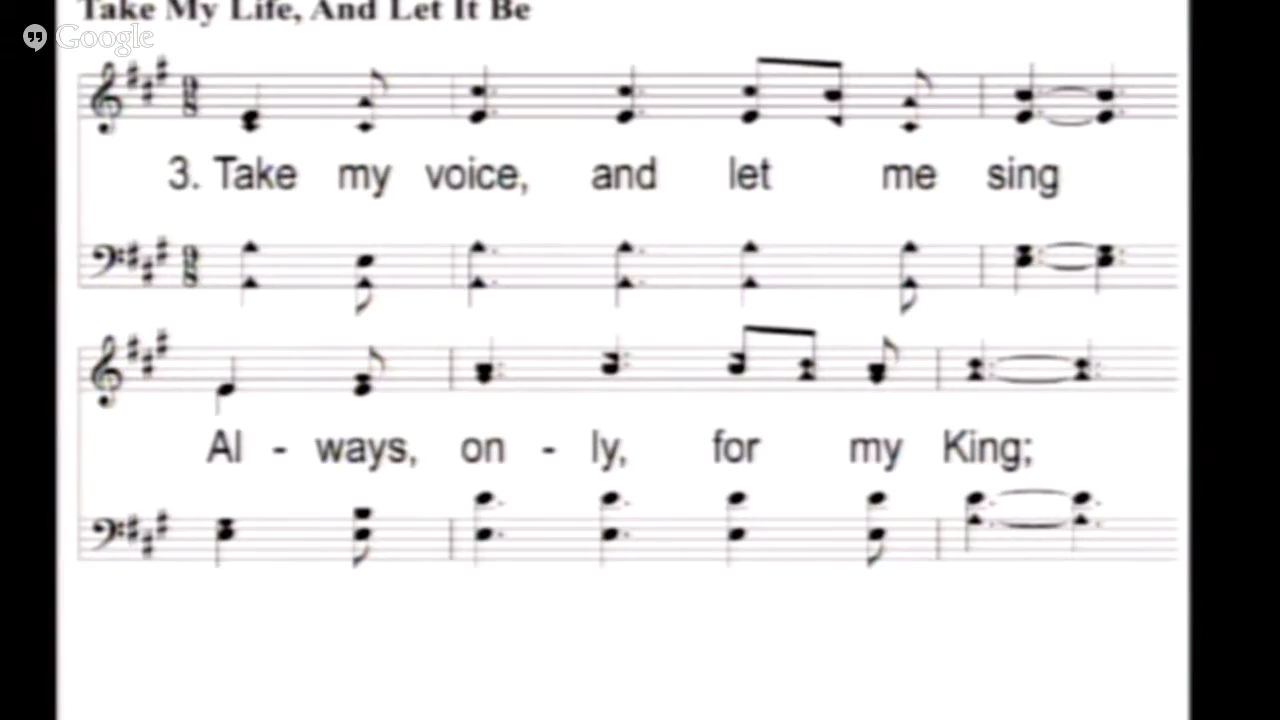 Take My Life, And Let It Be
Google
3. Take my voice, and let me sing
Al - ways, on - ly, for my King;